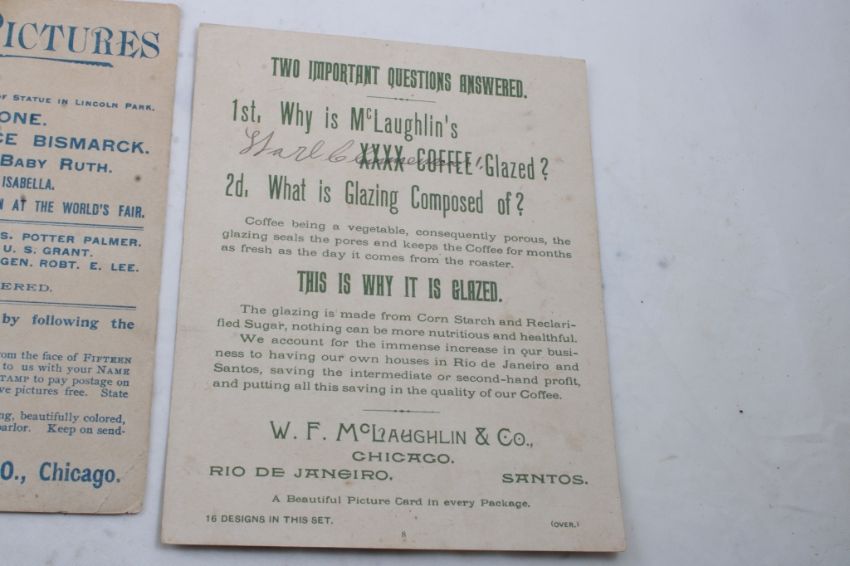 PICTURES
OF STATUE IN LINCOLN PARK.
ONE.
CE BISMARCK.
BABY RUTH.
ISABELLA.
N AT THE WORLD'S FAIR.
S. POTTER PALMER.
U. S. GRANT.
GEN. ROBT. E. LEE.
ERED.
by following the
om the face of FIFTEEN
to us with your NAME
TAMP to pay postage on
ve pictures free. State
ng, beautifully colored,
parlor. Keep on send-
O., Chicago.
TWO IMPORTANT QUESTIONS ANSWERED.
1st, Why is McLaughlin's
XXXX COFFEE Glazed?
2d, What is Glazing Composed of?
Coffee being a vegetable, consequently porous, the
glazing seals the pores and keeps the Coffee for months
as fresh as the day it comes from the roaster.
THIS IS WHY IT IS GLAZED.
The glazing is made from Corn Starch and Reclari-
fied Sugar, nothing can be more nutritious and healthful.
We account for the immense increase in our busi-
ness to having our own houses in Rio de Janeiro and
Santos, saving the intermediate or second-hand profit,
and putting all this saving in the quality of our Coffee.
W. F. McLAUGHLIN & CO.,
CHICAGO.
RIO DE JANEIRO. SANTOS.
A Beautiful Picture Card in every Package.
16 DESIGNS IN THIS SET. (OVER.)
8